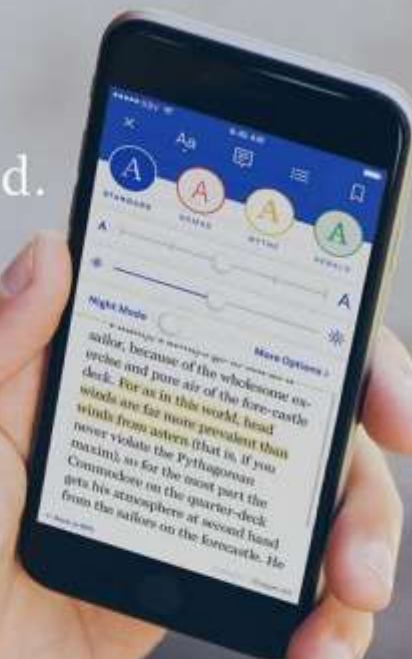 d.
Aa
A
STANDARD
A
A
A
A
A
Night Mode
More Options >
sailor, because of the wholesome ex-
ercise and pure air of the fore-castle
deck. For as in this world, head
winds are far more prevalent than
winds from astern (that is, if you
never violate the Pythagorean
maxim), so for the most part the
Commodore on the quarter-deck
gets his atmosphere at second hand
from the sailors on the forecastle. He